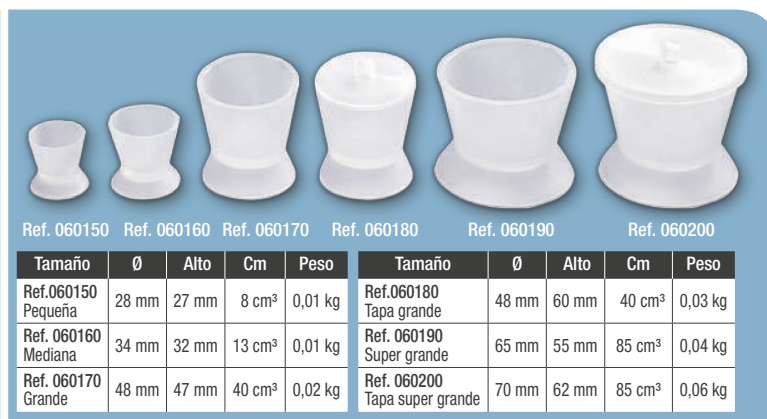 Ref. 060150 Ref. 060160 Ref. 060170 Ref. 060180 Ref. 060190 Ref. 060200
Tamaño Ø Alto Cm Peso
Ref.060150 Pequeña 28 mm 27 mm 8 cm³ 0,01 kg
Ref. 060160 Mediana 34 mm 32 mm 13 cm³ 0,01 kg
Ref. 060170 Grande 48 mm 47 mm 40 cm³ 0,02 kg
Tamaño Ø Alto Cm Peso
Ref.060180 Tapa grande 48 mm 60 mm 40 cm³ 0,03 kg
Ref. 060190 Super grande 65 mm 55 mm 85 cm³ 0,04 kg
Ref. 060200 Tapa super grande 70 mm 62 mm 85 cm³ 0,06 kg